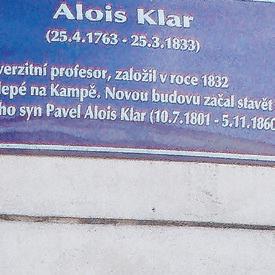 Alois Klar
(25.4.1763 - 25.3.1833)
verzitní profesor, založil v roce 1832
lepé na Kampě. Novou budovu začal stavět
ho syn Pavel Alois Klar (10.7.1801 - 5.11.1860